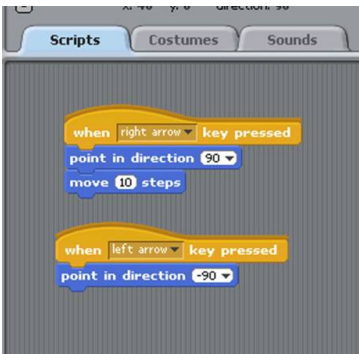 Scripts Costumes Sounds
when right arrow key pressed
point in direction 90
move 10 steps
when left arrow key pressed
point in direction -90